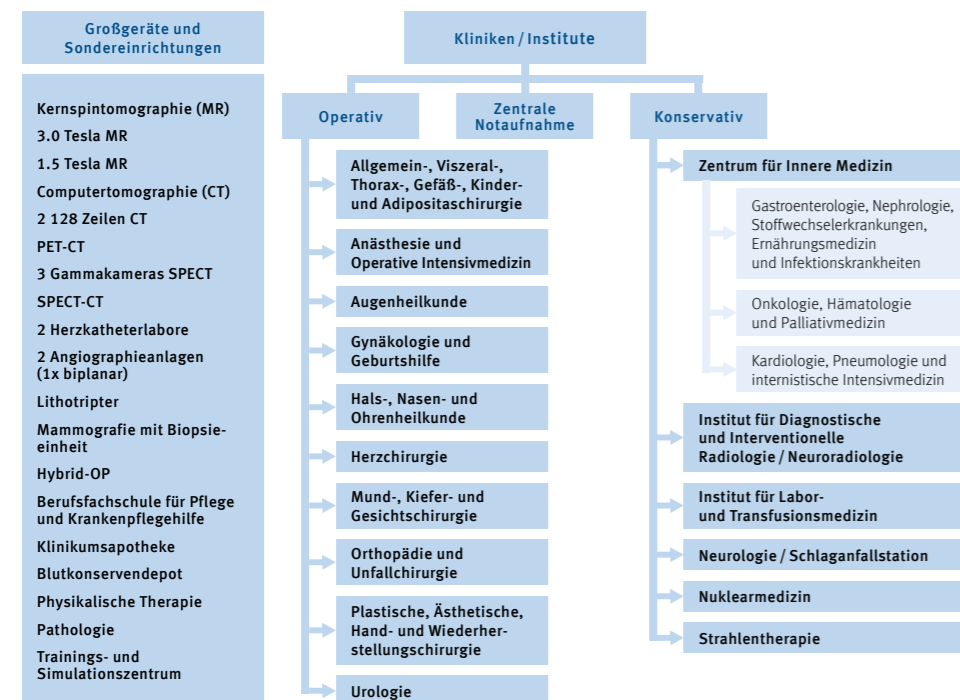 Großgeräte und
Sondereinrichtungen
Kernspintomographie (MR)
3.0 Tesla MR
1.5 Tesla MR
Computertomographie (CT)
2 128 Zeilen CT
PET-CT
3 Gammakameras SPECT
SPECT-CT
2 Herzkatheterlabore
2 Angiographieanlagen
(1x biplanar)
Lithotripter
Mammografie mit Biopsie-
einheit
Hybrid-OP
Berufsfachschule für Pflege
und Krankenpflegehilfe
Klinikumsapotheke
Blutkonservendepot
Physikalische Therapie
Pathologie
Trainings- und
Simulationszentrum
Kliniken / Institute
Operativ
Allgemein-, Viszeral-,
Thorax-, Gefäß-, Kinder-
und Adipositaschirurgie
Anästhesie und
Operative Intensivmedizin
Augenheilkunde
Gynäkologie und
Geburtshilfe
Hals-, Nasen- und
Ohrenheilkunde
Herzchirurgie
Mund-, Kiefer- und
Gesichtschirurgie
Orthopädie und
Unfallchirurgie
Plastische, Ästhetische,
Hand- und Wiederher-
stellungschirurgie
Urologie
Zentrale
Notaufnahme
Konservativ
Zentrum für Innere Medizin
Gastroenterologie, Nephrologie,
Stoffwechselerkrankungen,
Ernährungsmedizin
und Infektionskrankheiten
Onkologie, Hämatologie
und Palliativmedizin
Kardiologie, Pneumologie und
internistische Intensivmedizin
Institut für Diagnostische
und Interventionelle
Radiologie / Neuroradiologie
Institut für Labor-
und Transfusionsmedizin
Neurologie / Schlaganfallstation
Nuklearmedizin
Strahlentherapie